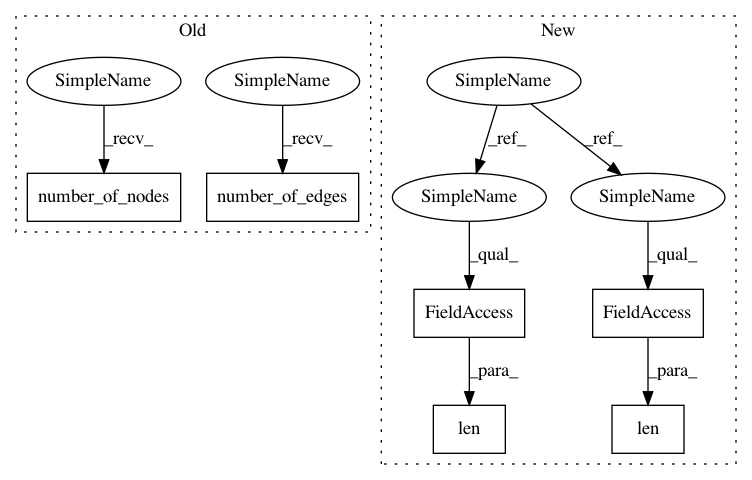 Old
New
SimpleName
SimpleName
SimpleName
_recv_
_recv_
_ref_
_ref_
number_of_nodes
number_of_edges
SimpleName
SimpleName
_qual_
_qual_
FieldAccess
FieldAccess
_para_
_para_
len
len